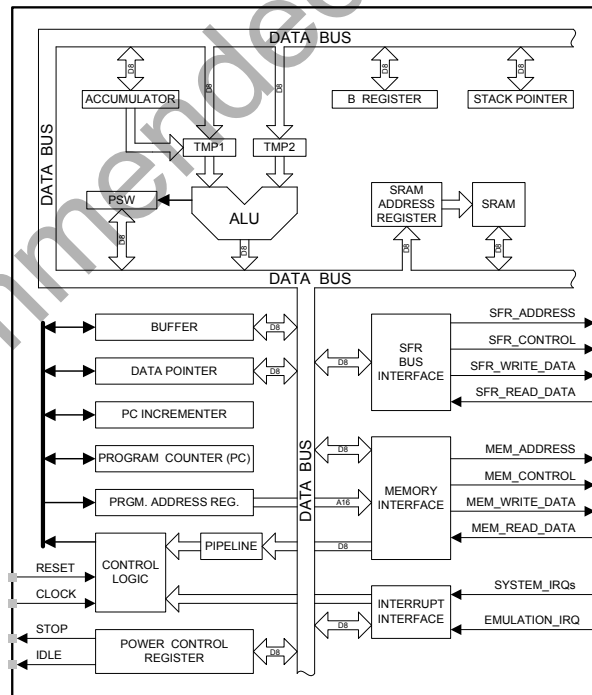 DATA BUS
D8
D8
D8
D8
D8
ACCUMULATOR
B REGISTER
STACK POINTER
DATA BUS
TMP1
TMP2
PSW
ALU
SRAM
ADDRESS
REGISTER
SRAM
D8
D8
D8
D8
DATA BUS
BUFFER
D8
DATA POINTER
D8
PC INCREMENTER
PROGRAM COUNTER (PC)
PRGM. ADDRESS REG.
A16
DATA BUS
D8
SFR
BUS
INTERFACE
SFR_ADDRESS
SFR_CONTROL
SFR_WRITE_DATA
SFR_READ_DATA
D8
MEMORY
INTERFACE
MEM_ADDRESS
MEM_CONTROL
MEM_WRITE_DATA
MEM_READ_DATA
CONTROL
LOGIC
PIPELINE
D8
RESET
CLOCK
INTERRUPT
INTERFACE
D8
SYSTEM_IRQs
EMULATION_IRQ
STOP
IDLE
POWER CONTROL
REGISTER
D8
mmended